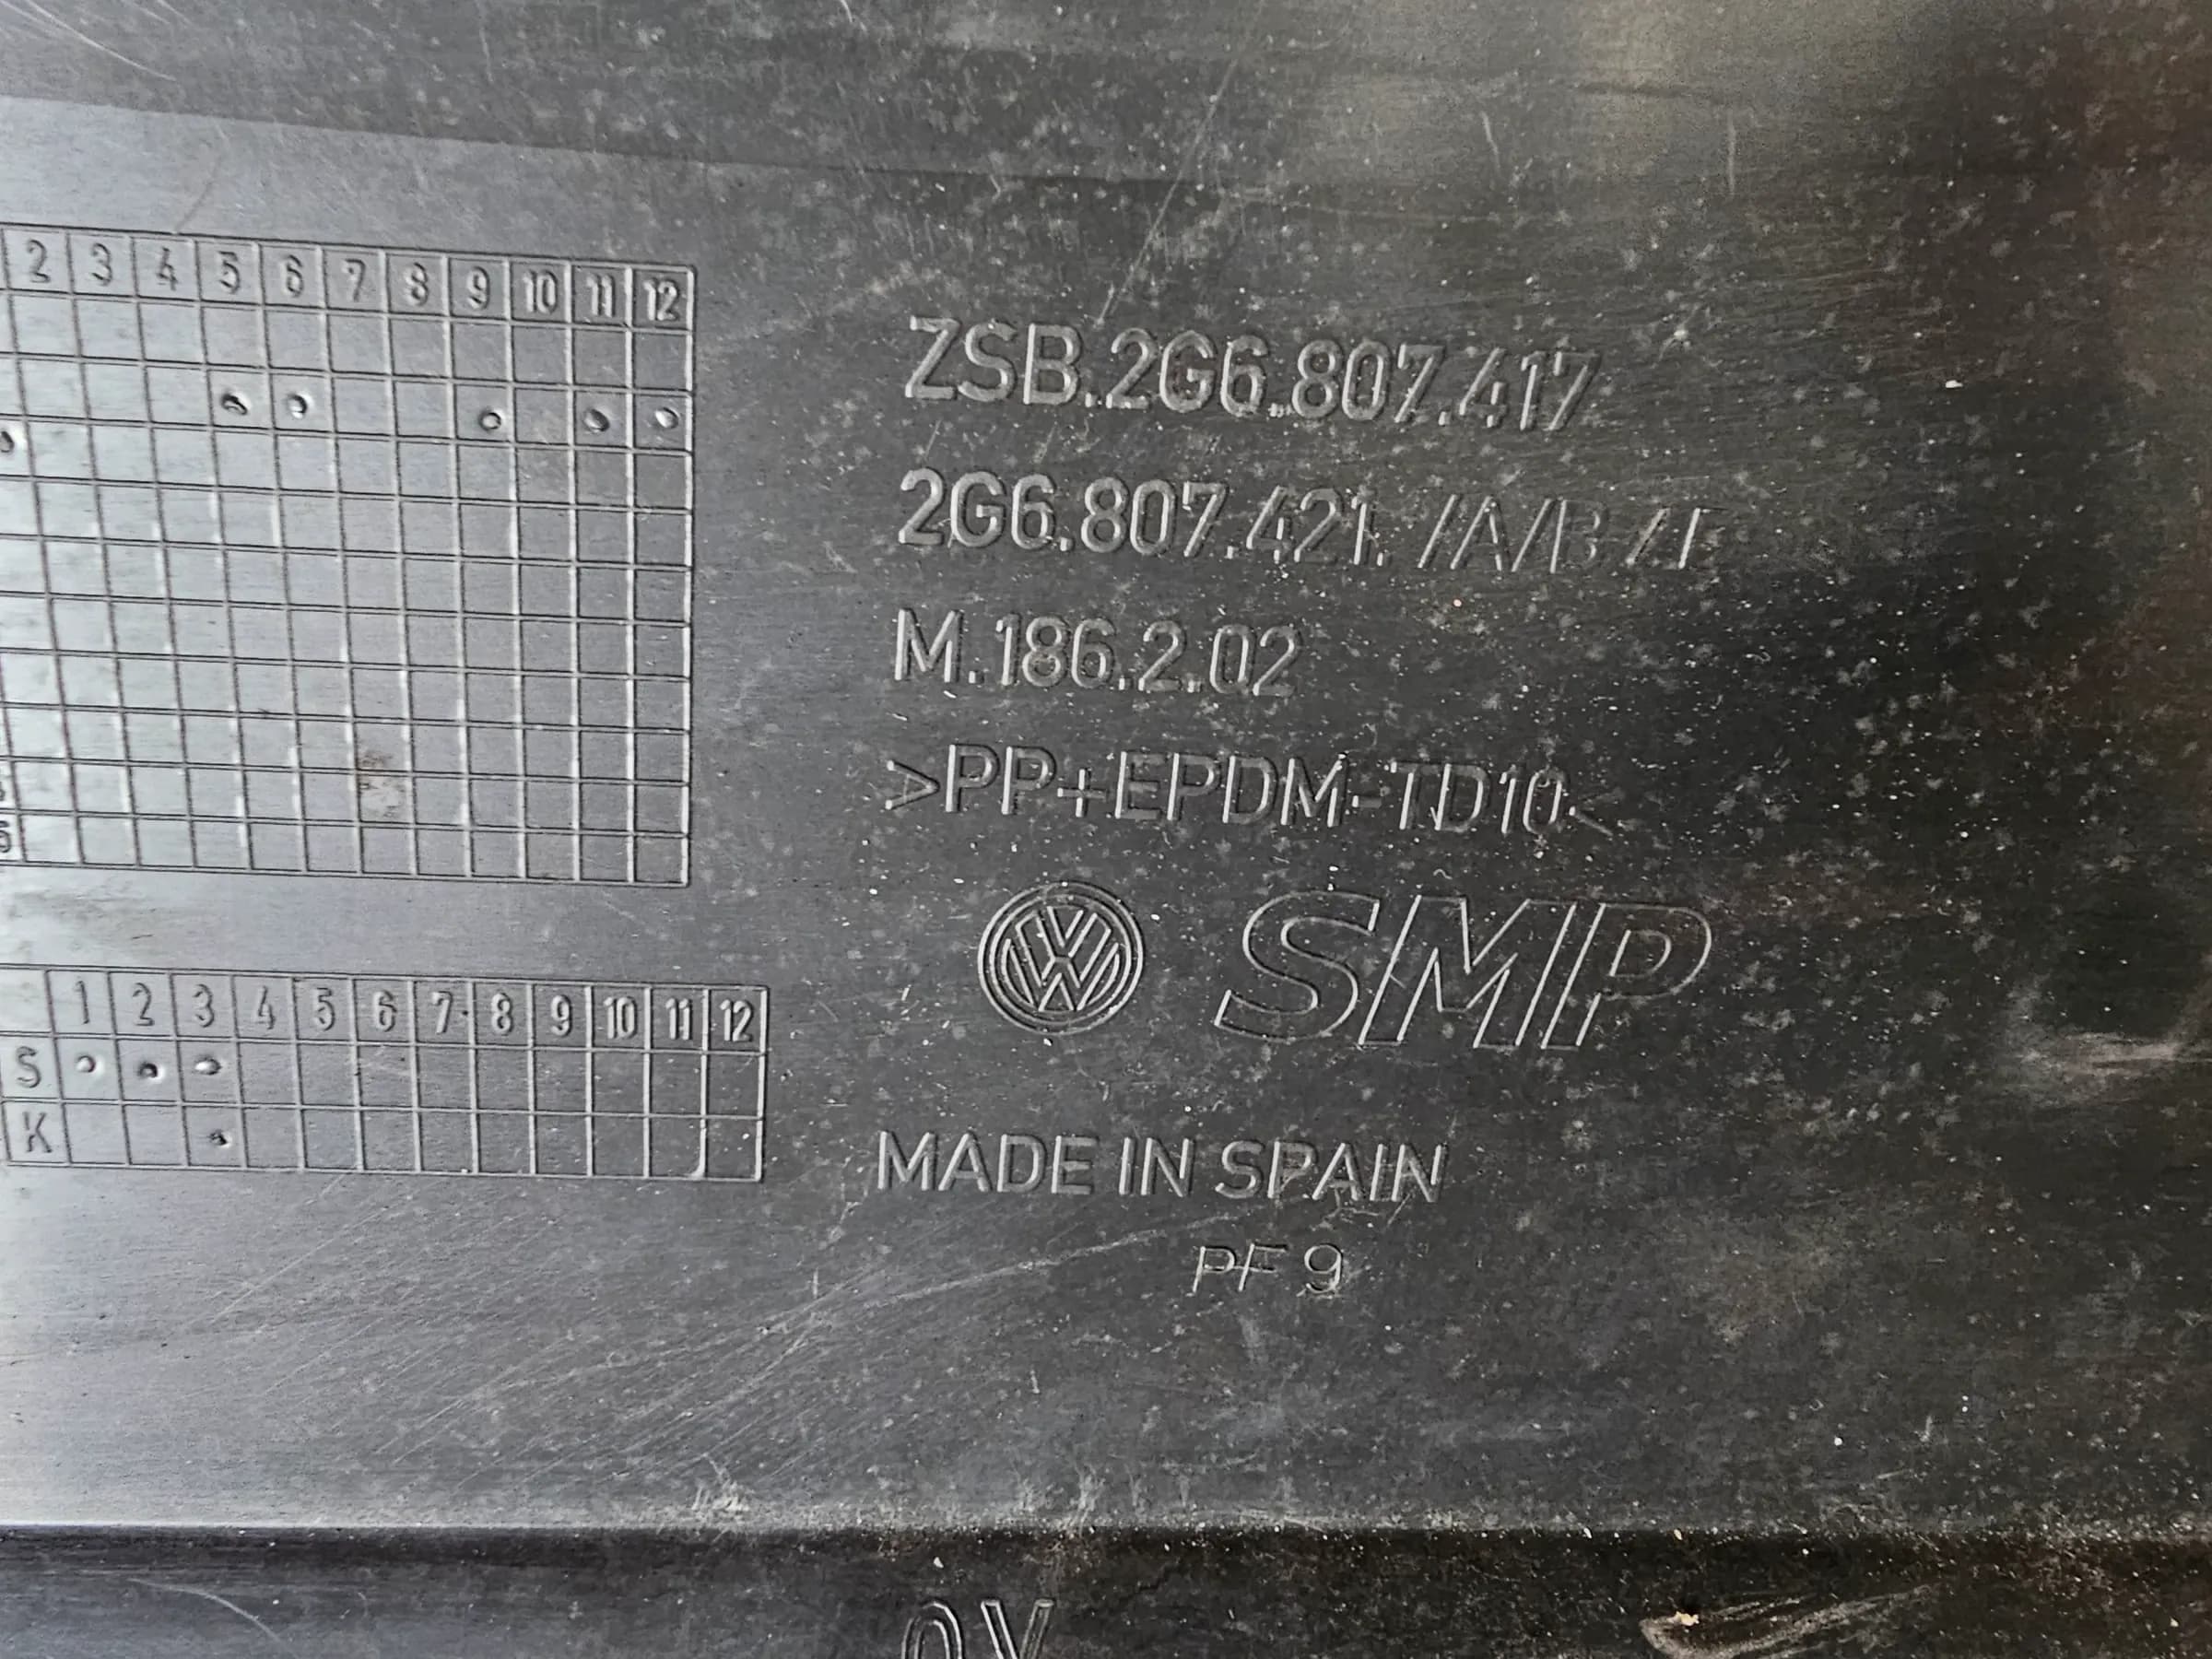 2 3 4 5 6 7 8 9 10 11 12
ZSB.2G6.807.417
2G6.807.421. /A/B
M.186.2.02
>PP+EPDM-TD10<
SMP
1 2 3 4 5 6 7 8 9 10 11 12
S
K
MADE IN SPAIN
PF 9